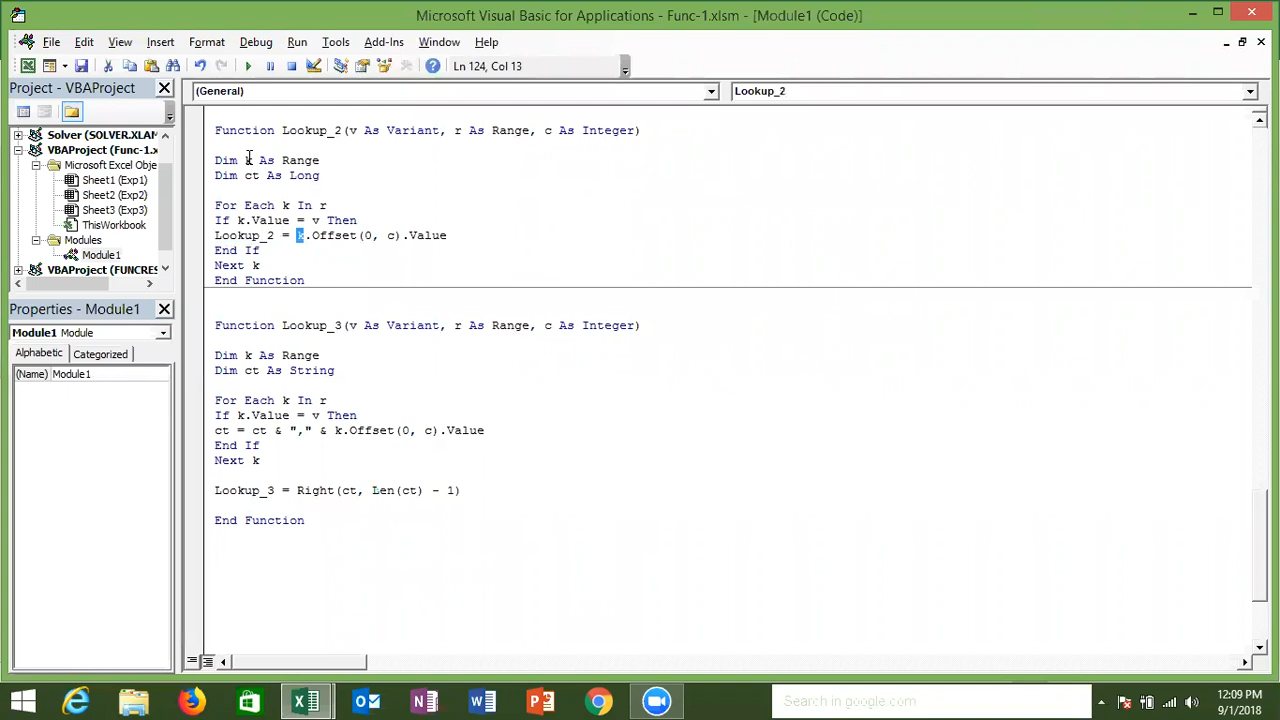 Microsoft Visual Basic for Applications - Func-1.xlsm - [Module1 (Code)]
File Edit View Insert Format Debug Run Tools Add-Ins Window Help
Ln 124, Col 13
Project - VBAProject
(General)
Lookup_2
Solver (SOLVER.XLAM
VBAProject (Func-1.x
Microsoft Excel Obje
Sheet1 (Exp1)
Sheet2 (Exp2)
Sheet3 (Exp3)
ThisWorkbook
Modules
Module1
VBAProject (FUNCRES
Properties - Module1
Module1 Module
Alphabetic Categorized
(Name) Module1
Function Lookup_2(v As Variant, r As Range, c As Integer)
Dim k As Range
Dim ct As Long
For Each k In r
If k.Value = v Then
Lookup_2 = k.Offset(0, c).Value
End If
Next k
End Function
Function Lookup_3(v As Variant, r As Range, c As Integer)
Dim k As Range
Dim ct As String
For Each k In r
If k.Value = v Then
ct = ct & "," & k.Offset(0, c).Value
End If
Next k
Lookup_3 = Right(ct, Len(ct) - 1)
End Function
Search in google.com
12:09 PM
9/1/2018